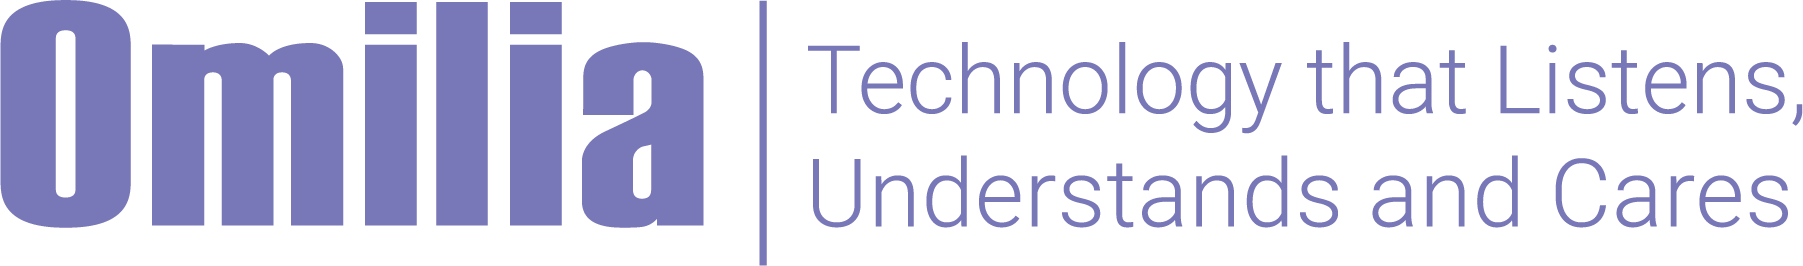 Omilia
Technology that Listens,
Understands and Cares